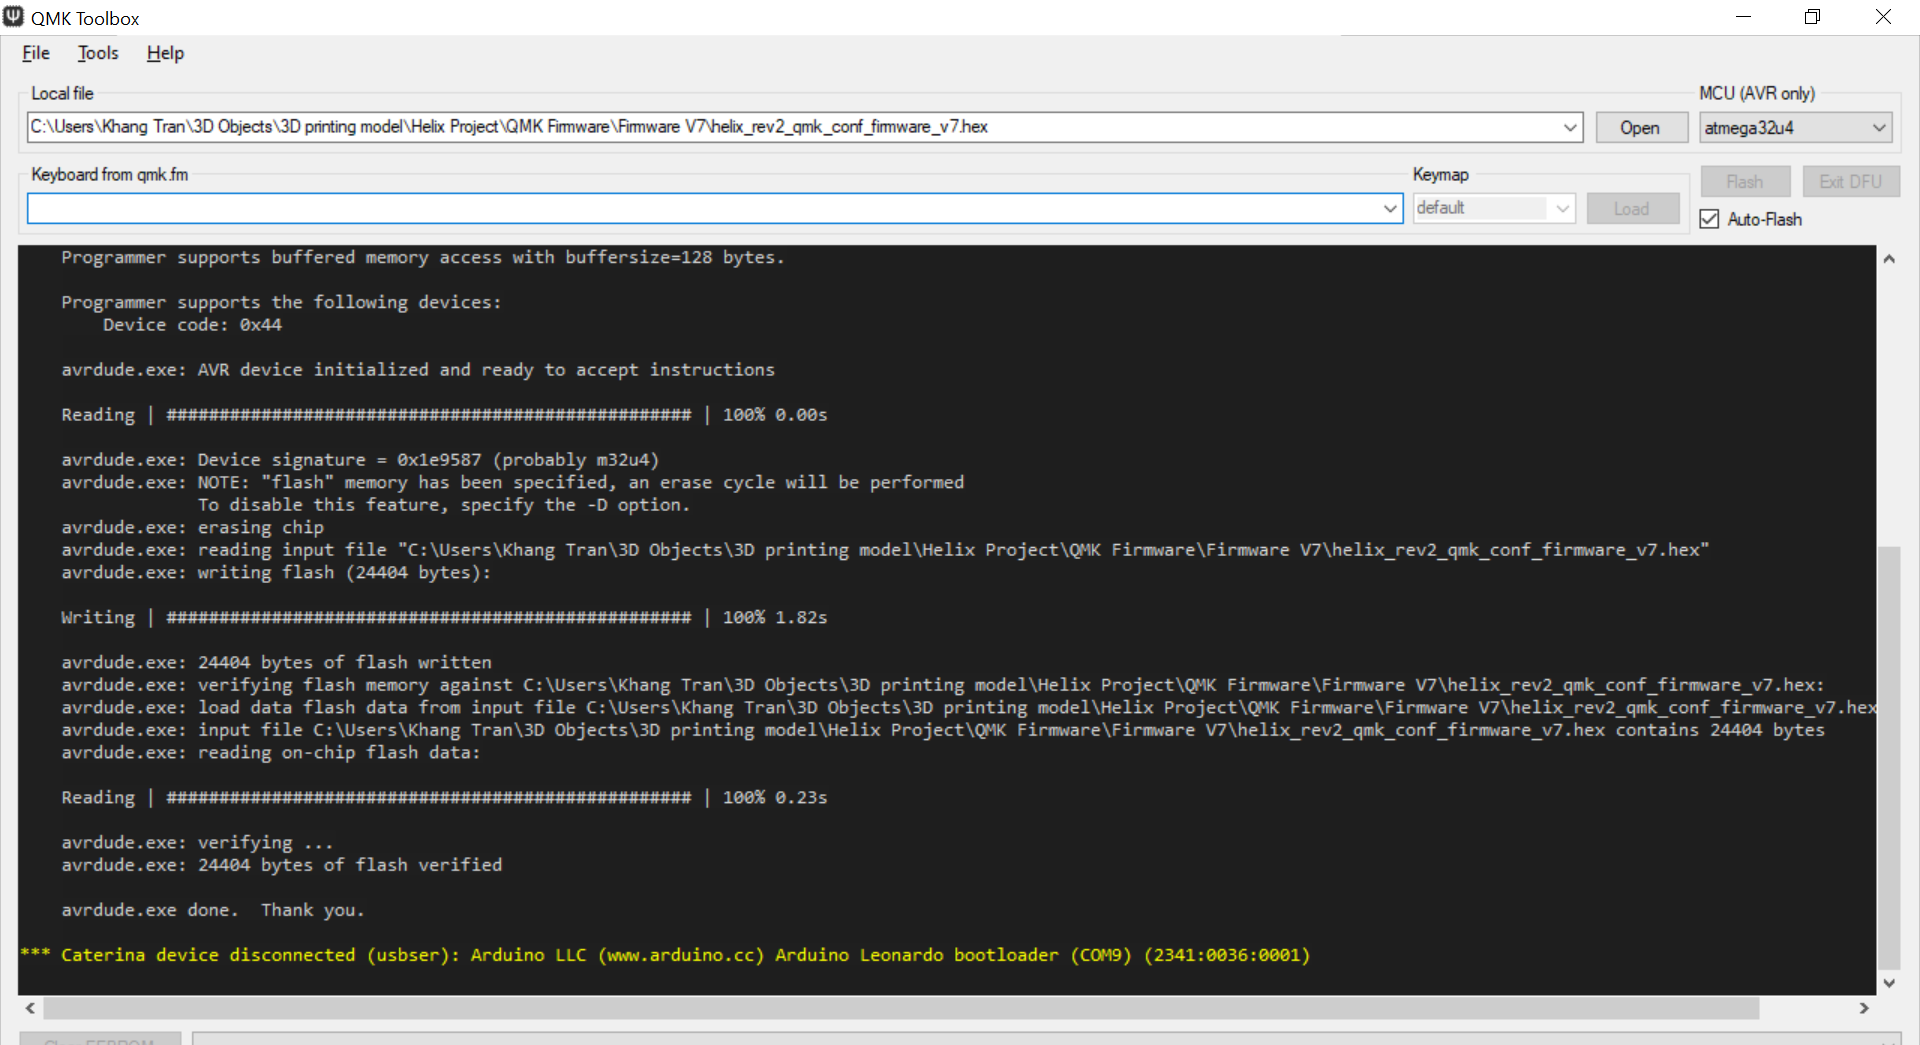 QMK Toolbox
File Tools Help
Local file
MCU (AVR only)
C:\Users\Khang Tran\3D Objects\3D printing model\Helix Project\QMK Firmware\Firmware V7\helix_rev2_qmk_conf_firmware_v7.hex
Open
atmega32u4
Keyboard from qmk.fm
Keymap
Flash
Exit DFU
default
Load
Auto-Flash
Programmer supports buffered memory access with buffersize=128 bytes.
Programmer supports the following devices:
Device code: 0x44
avrdude.exe: AVR device initialized and ready to accept instructions
Reading | ################################################## | 100% 0.00s
avrdude.exe: Device signature = 0x1e9587 (probably m32u4)
avrdude.exe: NOTE: "flash" memory has been specified, an erase cycle will be performed
To disable this feature, specify the -D option.
avrdude.exe: erasing chip
avrdude.exe: reading input file "C:\Users\Khang Tran\3D Objects\3D printing model\Helix Project\QMK Firmware\Firmware V7\helix_rev2_qmk_conf_firmware_v7.hex"
avrdude.exe: writing flash (24404 bytes):
Writing | ################################################## | 100% 1.82s
avrdude.exe: 24404 bytes of flash written
avrdude.exe: verifying flash memory against C:\Users\Khang Tran\3D Objects\3D printing model\Helix Project\QMK Firmware\Firmware V7\helix_rev2_qmk_conf_firmware_v7.hex:
avrdude.exe: load data flash data from input file C:\Users\Khang Tran\3D Objects\3D printing model\Helix Project\QMK Firmware\Firmware V7\helix_rev2_qmk_conf_firmware_v7.hex
avrdude.exe: input file C:\Users\Khang Tran\3D Objects\3D printing model\Helix Project\QMK Firmware\Firmware V7\helix_rev2_qmk_conf_firmware_v7.hex contains 24404 bytes
avrdude.exe: reading on-chip flash data:
Reading | ################################################## | 100% 0.23s
avrdude.exe: verifying ...
avrdude.exe: 24404 bytes of flash verified
avrdude.exe done.  Thank you.
*** Caterina device disconnected (usbser): Arduino LLC (www.arduino.cc) Arduino Leonardo bootloader (COM9) (2341:0036:0001)